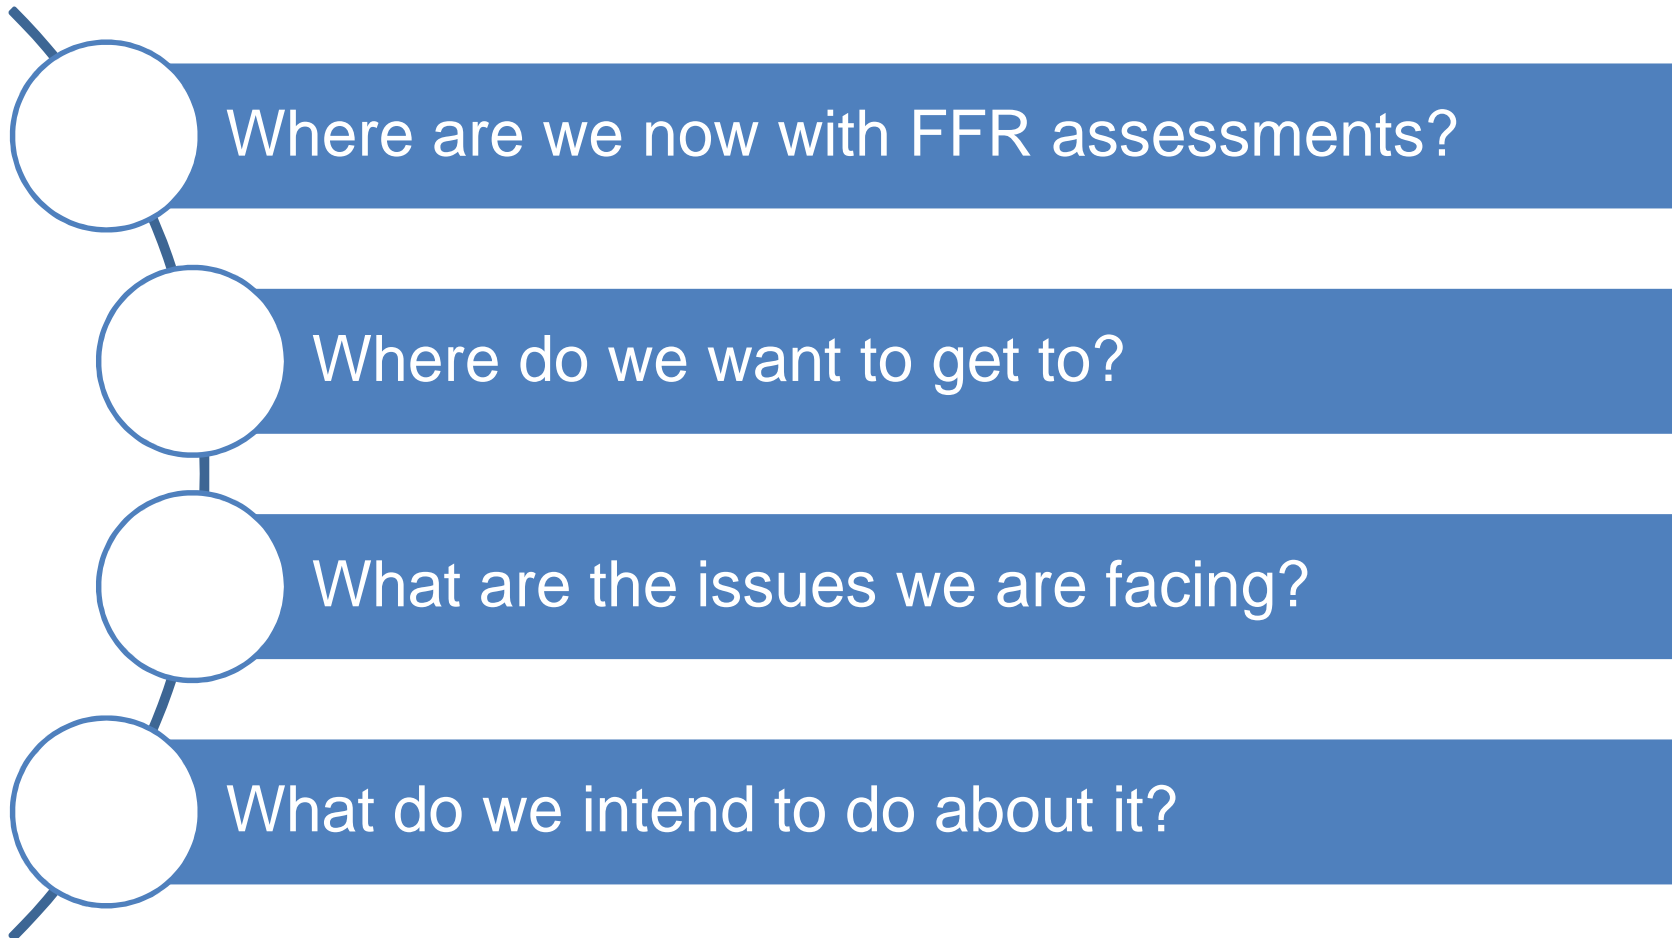 Where are we now with FFR assessments?
Where do we want to get to?
What are the issues we are facing?
What do we intend to do about it?